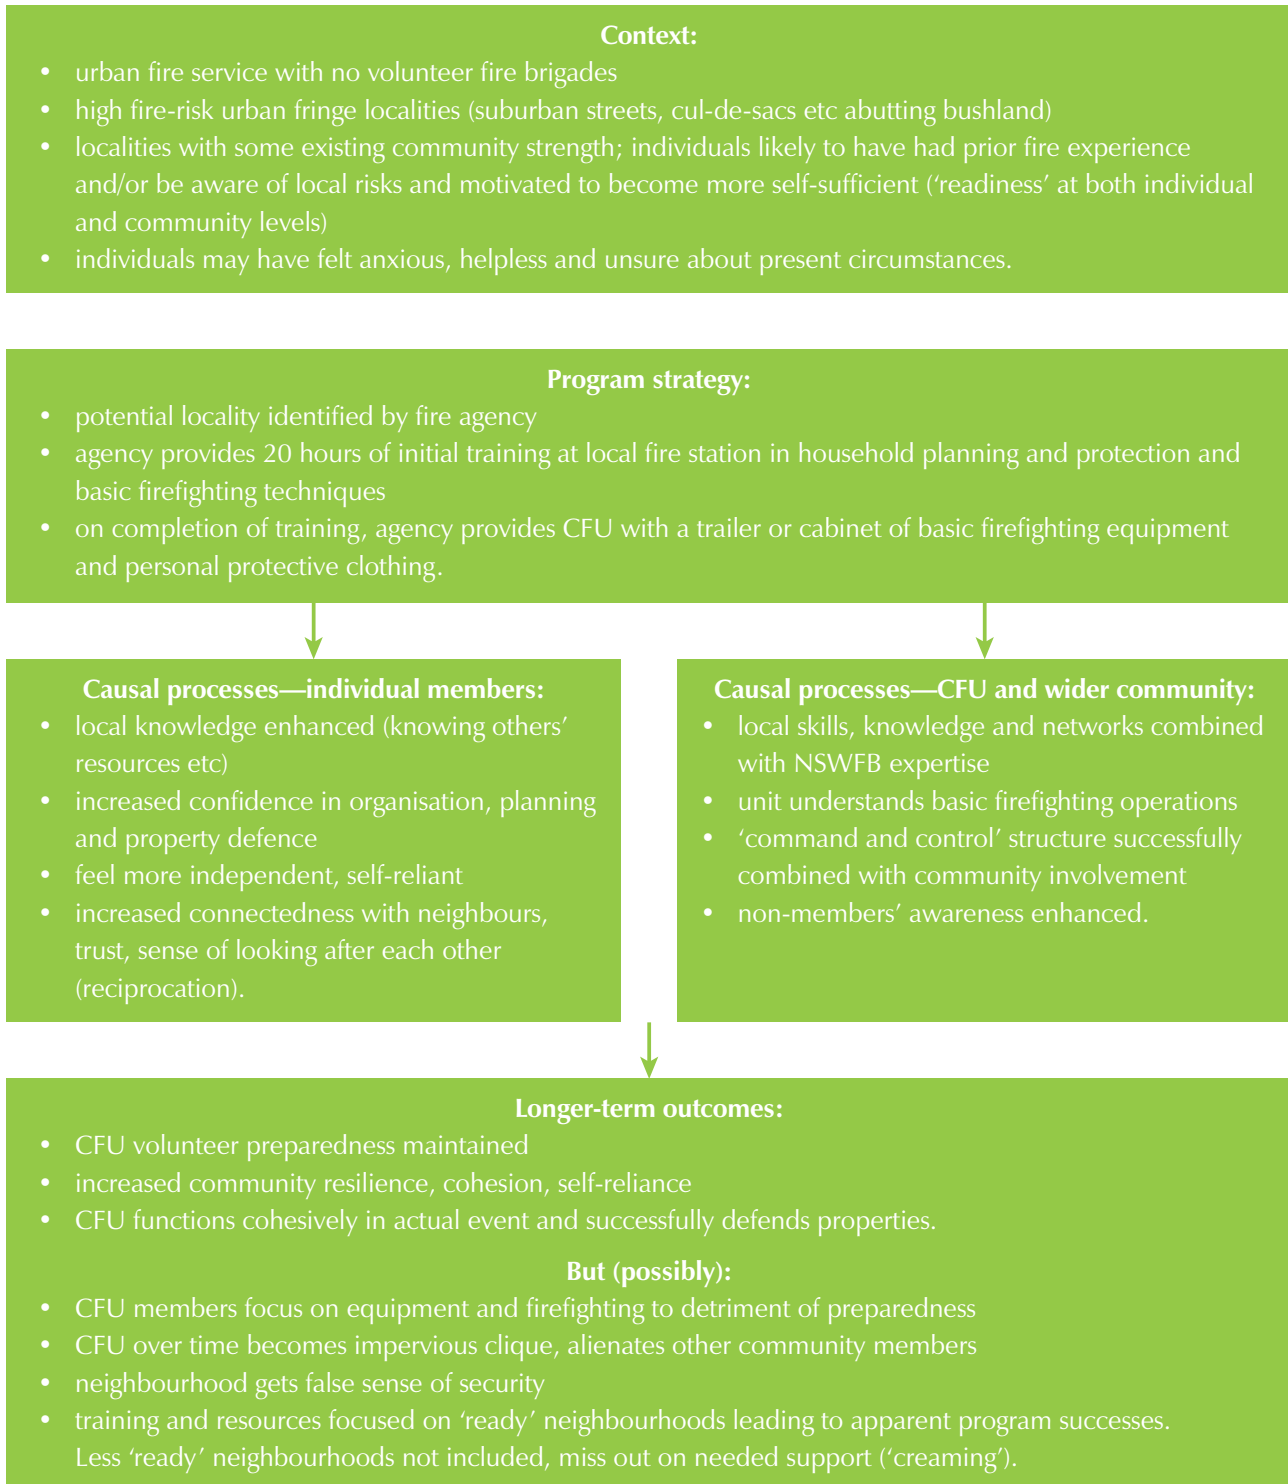 Context:
• urban fire service with no volunteer fire brigades
• high fire-risk urban fringe localities (suburban streets, cul-de-sacs etc abutting bushland)
• localities with some existing community strength; individuals likely to have had prior fire experience
and/or be aware of local risks and motivated to become more self-sufficient (‘readiness’ at both individual
and community levels)
• individuals may have felt anxious, helpless and unsure about present circumstances.
Program strategy:
• potential locality identified by fire agency
• agency provides 20 hours of initial training at local fire station in household planning and protection and
basic firefighting techniques
• on completion of training, agency provides CFU with a trailer or cabinet of basic firefighting equipment
and personal protective clothing.
Causal processes—individual members:
• local knowledge enhanced (knowing others’
resources etc)
• increased confidence in organisation, planning
and property defence
• feel more independent, self-reliant
• increased connectedness with neighbours,
trust, sense of looking after each other
(reciprocation).
Causal processes—CFU and wider community:
• local skills, knowledge and networks combined
with NSWFB expertise
• unit understands basic firefighting operations
• ‘command and control’ structure successfully
combined with community involvement
• non-members’ awareness enhanced.
Longer-term outcomes:
• CFU volunteer preparedness maintained
• increased community resilience, cohesion, self-reliance
• CFU functions cohesively in actual event and successfully defends properties.
But (possibly):
• CFU members focus on equipment and firefighting to detriment of preparedness
• CFU over time becomes impervious clique, alienates other community members
• neighbourhood gets false sense of security
• training and resources focused on ‘ready’ neighbourhoods leading to apparent program successes.
Less ‘ready’ neighbourhoods not included, miss out on needed support (‘creaming’).